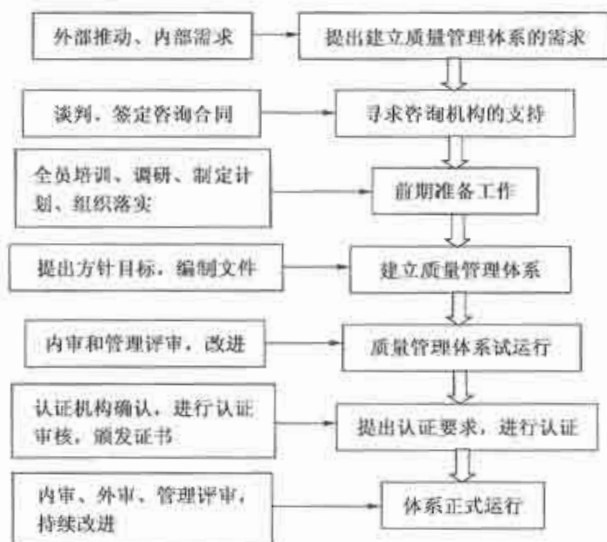 外部推动、内部需求
提出建立质量管理体系的需求
谈判,签定咨询合同
寻求咨询机构的支持
全员培训、调研、制定计
划、组织落实
前期准备工作
提出方针目标,编制文件
建立质量管理体系
内审和管理评审,改进
质量管理体系试运行
认证机构确认,进行认证
审核,颁发证书
提出认证要求,进行认证
内审、外审、管理评审,
持续改进
体系正式运行